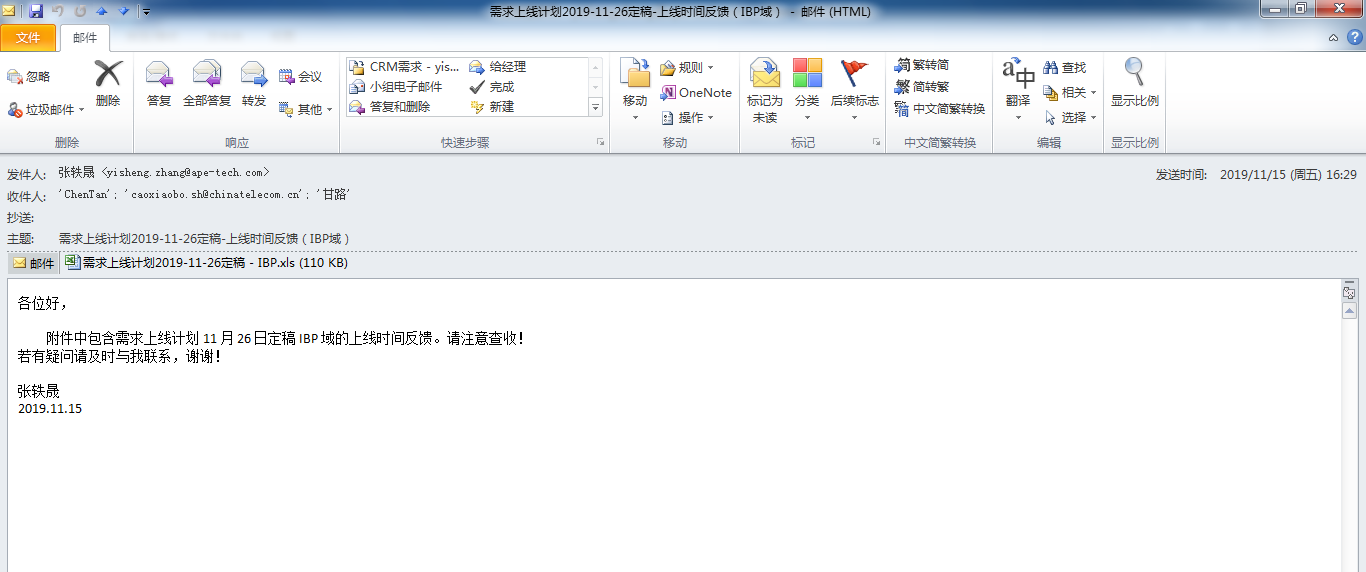 需求上线计划2019-11-26定稿-上线时间反馈（IBP域） - 邮件 (HTML)
文件 邮件
忽略
垃圾邮件
删除
删除
答复
全部答复
转发
会议
其他
响应
CRM需求 - yis...
小组电子邮件
答复和删除
给经理
完成
新建
快速步骤
移动
规则
OneNote
操作
移动
标记为
未读
分类
后续标志
标记
繁转简
简转繁
中文简繁转换
中文简繁转换
翻译
查找
相关
选择
编辑
显示比例
显示比例
发件人: 张轶晟 <yisheng.zhang@ape-tech.com> 发送时间: 2019/11/15 (周五) 16:29
收件人: 'ChenTan'; 'caoxiaobo.sh@chinatelecom.cn'; '甘路'
抄送:
主题: 需求上线计划2019-11-26定稿-上线时间反馈（IBP域）
邮件 需求上线计划2019-11-26定稿 - IBP.xls (110 KB)
各位好，
附件中包含需求上线计划 11 月 26 日定稿 IBP 域的上线时间反馈。请注意查收！
若有疑问请及时与我联系，谢谢！
张轶晟
2019.11.15